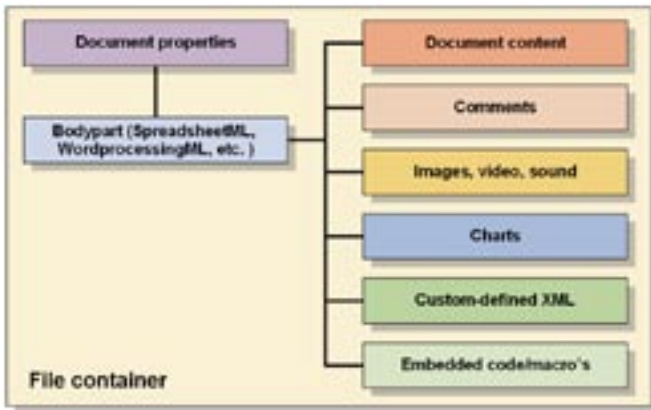 Document properties
Bodypart (SpreadsheetML,
WordprocessingML, etc. )
Document content
Comments
Images, video, sound
Charts
Custom-defined XML
Embedded code/macro's
File container